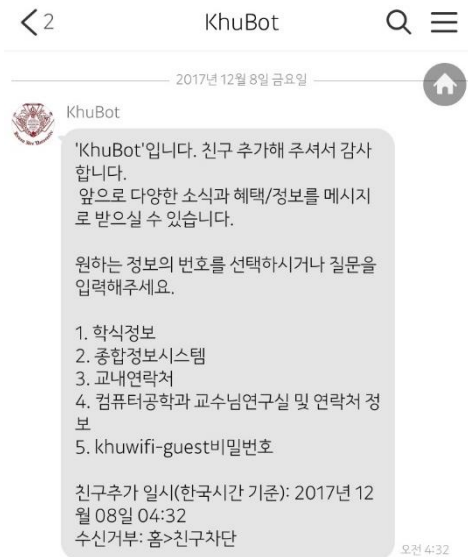 2
KhuBot
2017년 12월 8일 금요일
KhuBot
'KhuBot'입니다. 친구 추가해 주셔서 감사
합니다.
앞으로 다양한 소식과 혜택/정보를 메시지
로 받으실 수 있습니다.
원하는 정보의 번호를 선택하시거나 질문을
입력해주세요.
1. 학식정보
2. 종합정보시스템
3. 교내연락처
4. 컴퓨터공학과 교수님연구실 및 연락처 정
보
5. khuwifi-guest비밀번호
친구추가 일시(한국시간 기준): 2017년 12
월 08일 04:32
수신거부: 홈>친구차단
오전 4:32